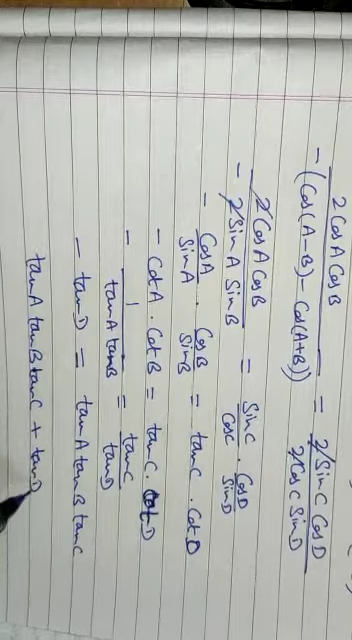 2 Cos A Cos B / - (Cos(A-B) - Cos(A+B)) = 2 Sin C Cos D / 2 Cos C Sin D
- 2 Cos A Cos B / 2 Sin A Sin B = Sin C / Cos C . Cos D / Sin D
- Cos A / Sin A . Cos B / Sin B = tan C . Cot D
- Cot A . Cot B = tan C . Cot D
- 1 / tan A tan B = tan C / tan D
- tan D = tan A tan B tan C
tan A tan B tan C + tan D